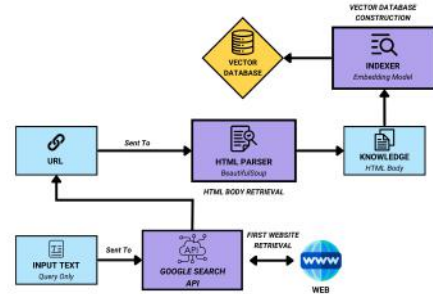 VECTOR DATABASE
CONSTRUCTION
VECTOR
DATABASE
INDEXER
Embedding Model
URL
Sent To
HTML PARSER
BeautifulSoup
KNOWLEDGE
HTML Body
HTML BODY RETRIEVAL
INPUT TEXT
Query Only
Sent To
API
GOOGLE SEARCH
API
FIRST WEBSITE
RETRIEVAL
WWW
WEB